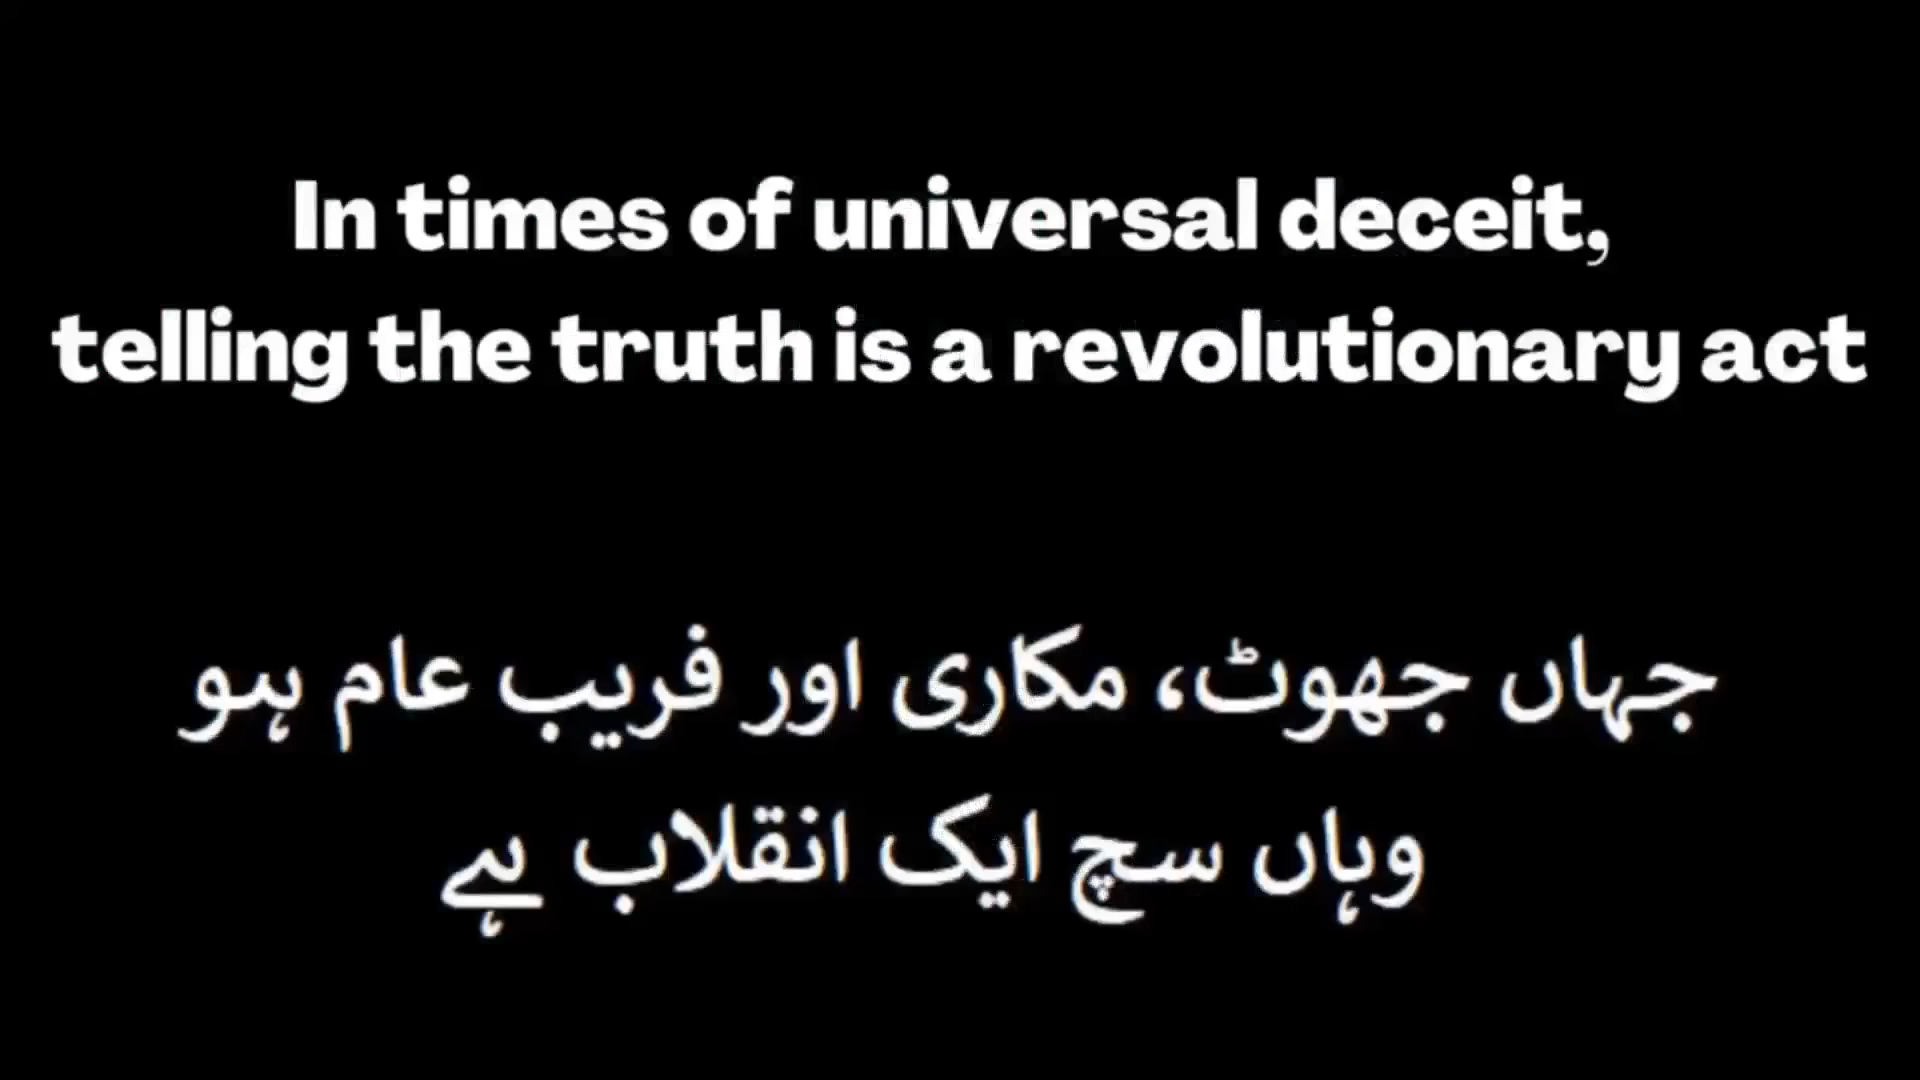 In times of universal deceit,
telling the truth is a revolutionary act
جہاں جھوٹ، مکاری اور فریب عام ہو
وہاں سچ ایک انقلاب ہے